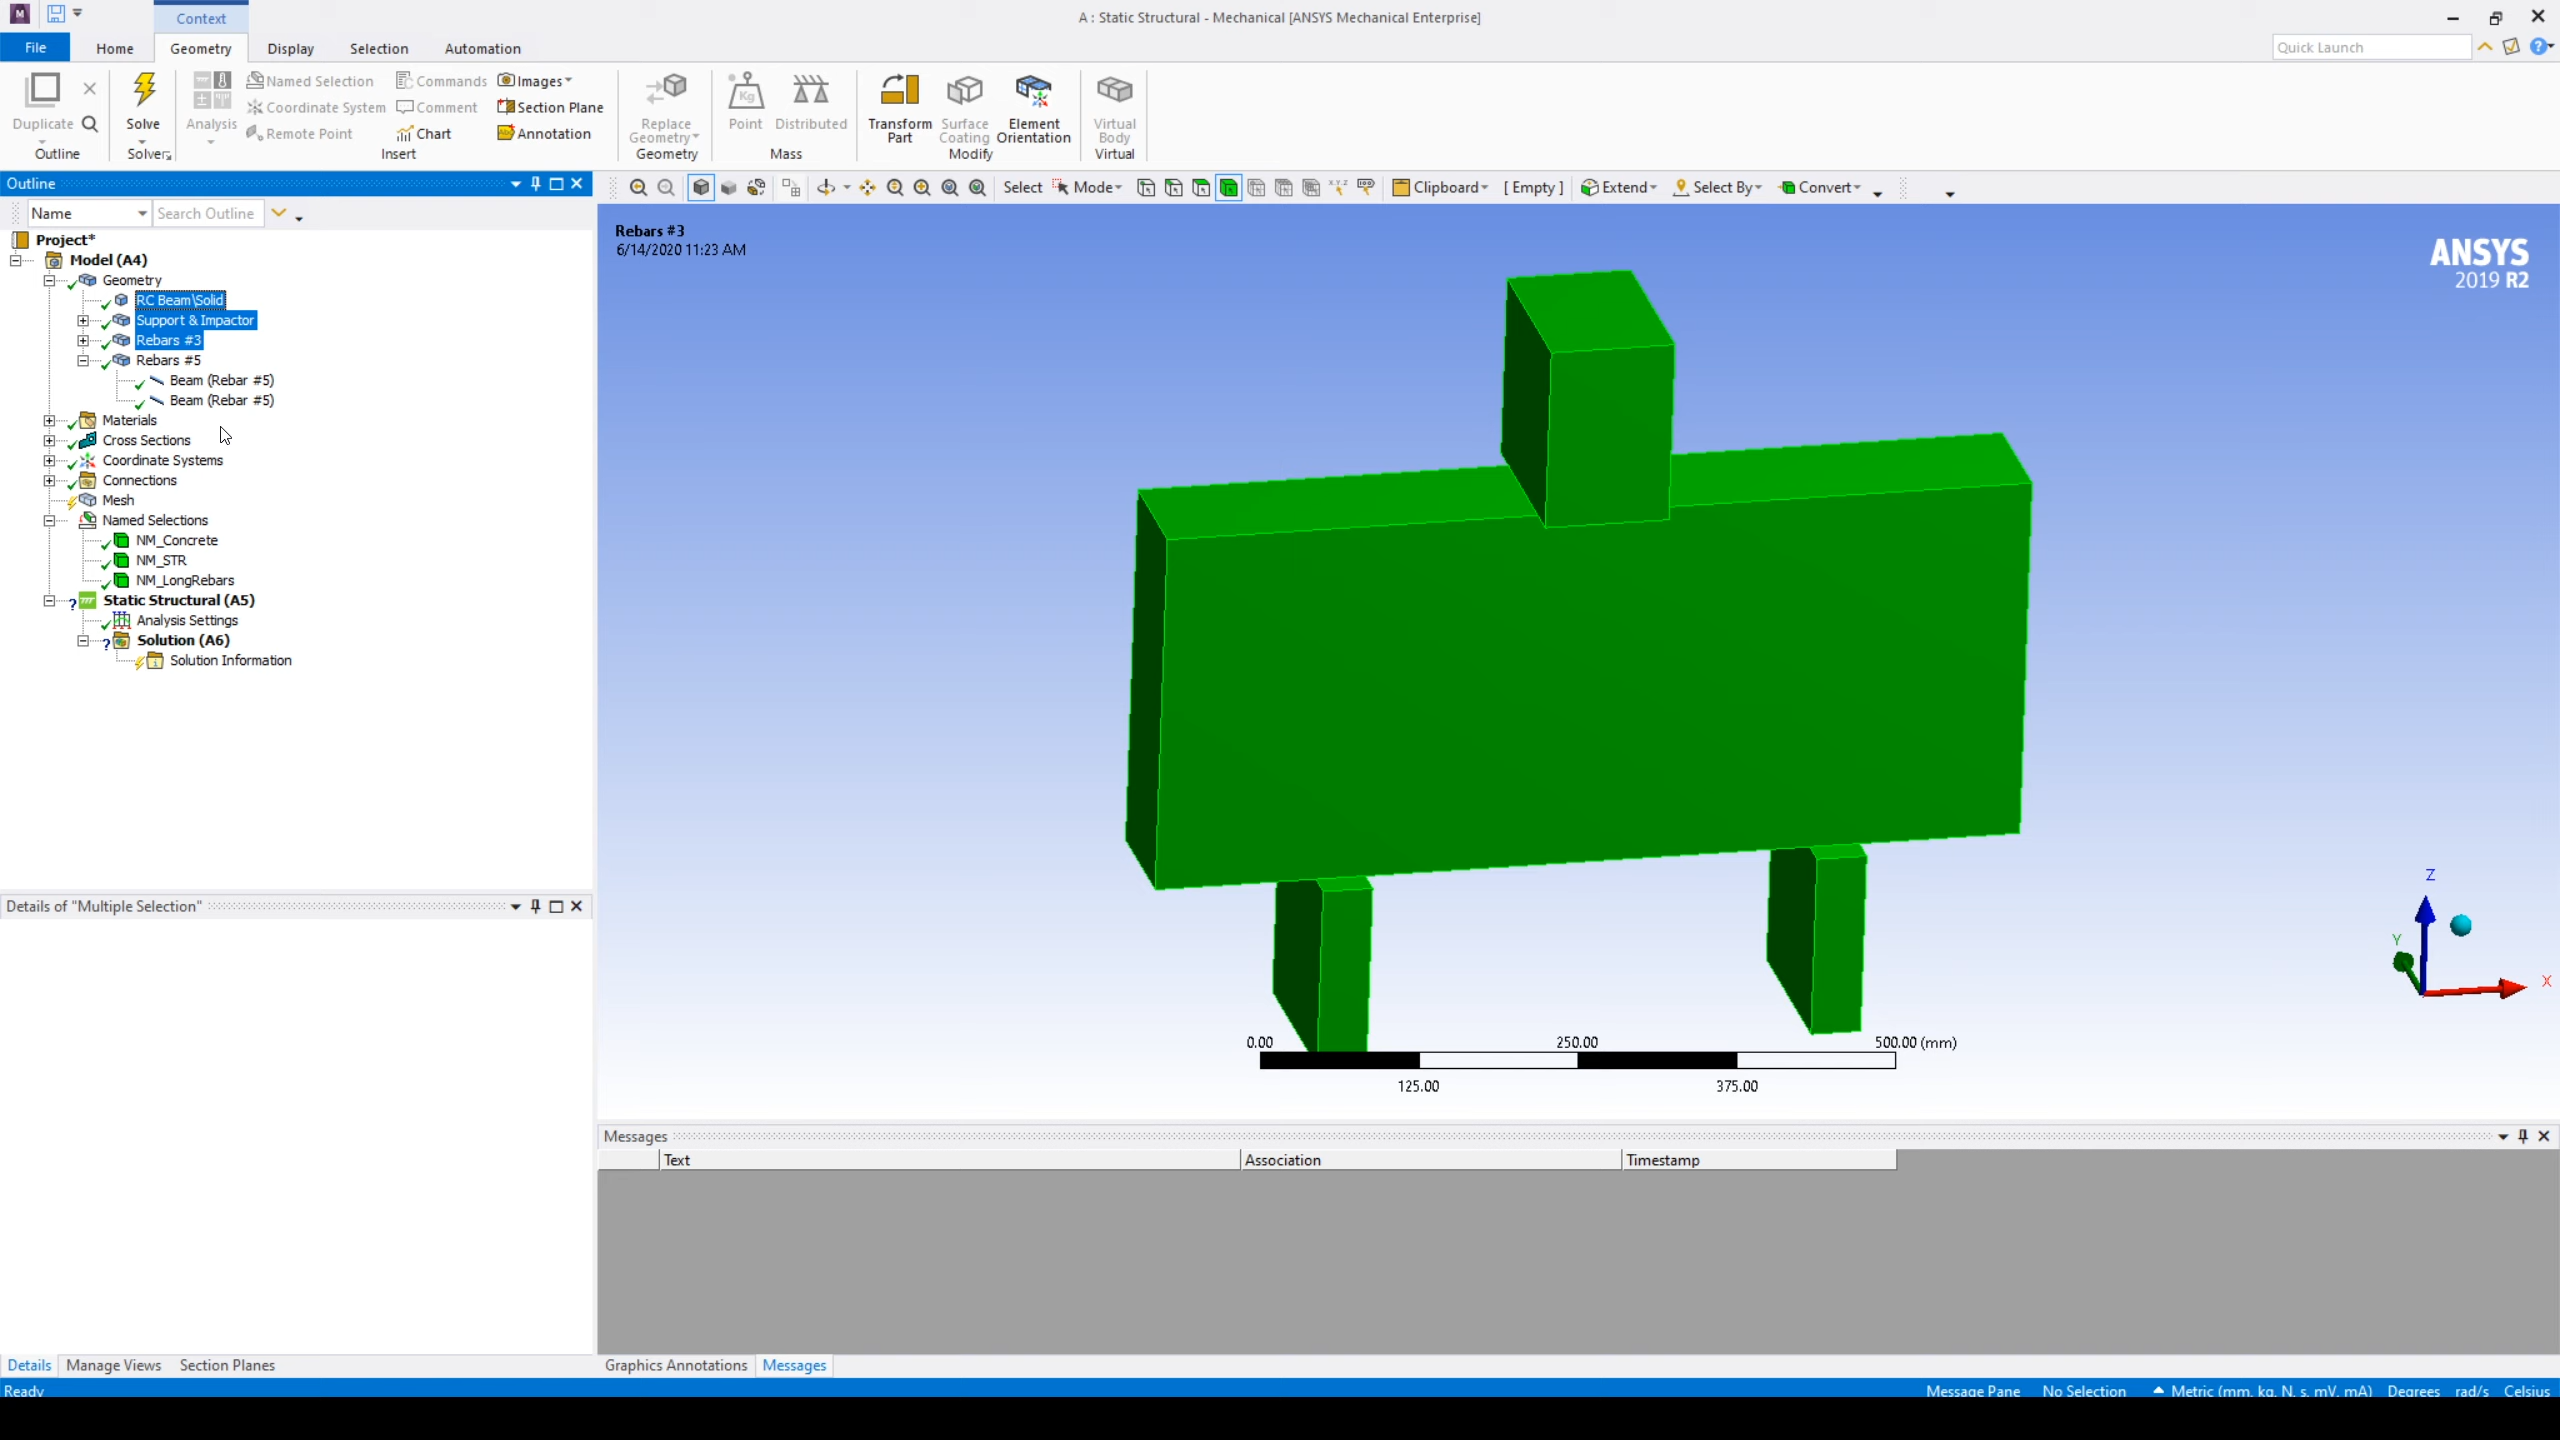 Context
A : Static Structural - Mechanical [ANSYS Mechanical Enterprise]
File
Home
Geometry
Display
Selection
Automation
Quick Launch
Duplicate
Outline
Solve
Solver
Analysis
Named Selection
Coordinate System
Remote Point
Commands
Comment
Chart
Images
Section Plane
Annotation
Insert
Replace
Geometry
Geometry
Kg
Point
Distributed
Mass
Transform
Part
Surface
Coating
Element
Orientation
Modify
Virtual
Body
Virtual
Outline
Name
Search Outline
Select
Mode
Clipboard
[ Empty ]
Extend
Select By
Convert
Project*
Model (A4)
Geometry
RC Beam\Solid
Support & Impactor
Rebars #3
Rebars #5
Beam (Rebar #5)
Beam (Rebar #5)
Materials
Cross Sections
Coordinate Systems
Connections
Mesh
Named Selections
NM_Concrete
NM_STR
NM_LongRebars
Static Structural (A5)
Analysis Settings
Solution (A6)
Solution Information
Rebars #3
6/14/2020 11:23 AM
ANSYS
2019 R2
Z
Y
X
0.00
250.00
500.00 (mm)
125.00
375.00
Details of "Multiple Selection"
Messages
Text
Association
Timestamp
Details
Manage Views
Section Planes
Graphics Annotations
Messages
Ready
Message Pane
No Selection
Metric (mm, kg, N, s, mV, mA)
Degrees
rad/s
Celsius